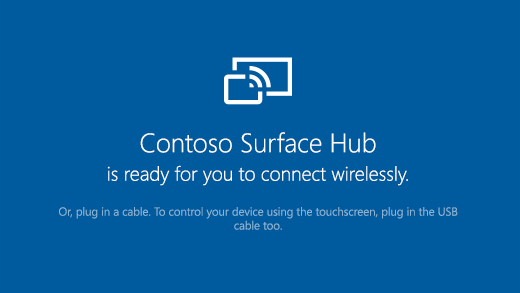 Contoso Surface Hub
is ready for you to connect wirelessly.
Or, plug in a cable. To control your device using the touchscreen, plug in the USB
cable too.